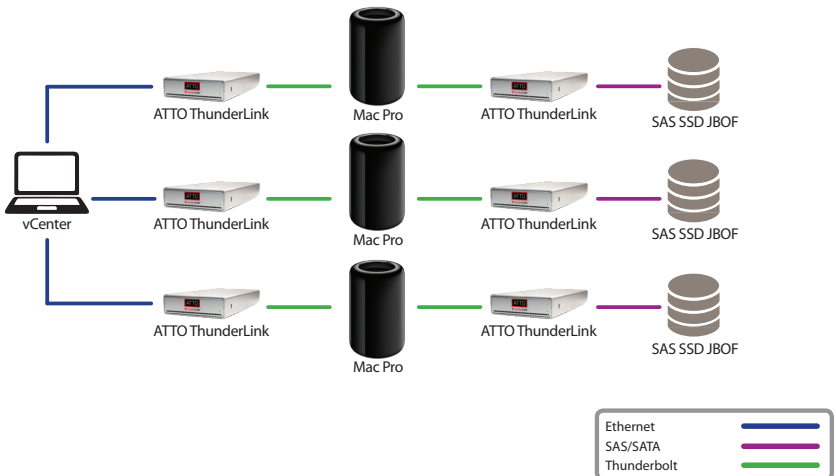 ATTO ThunderLink
Mac Pro
ATTO ThunderLink
SAS SSD JBOF
vCenter
ATTO ThunderLink
Mac Pro
ATTO ThunderLink
SAS SSD JBOF
ATTO ThunderLink
Mac Pro
ATTO ThunderLink
SAS SSD JBOF
Ethernet
SAS/SATA
Thunderbolt